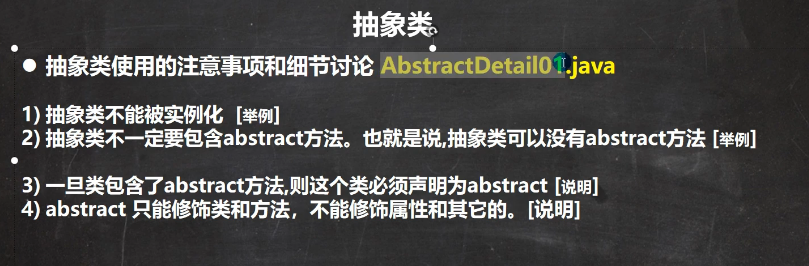 抽象类
● 抽象类使用的注意事项和细节讨论 AbstractDetail01.java
1) 抽象类不能被实例化 [举例]
2) 抽象类不一定要包含abstract方法。也就是说,抽象类可以没有abstract方法 [举例]
3) 一旦类包含了abstract方法,则这个类必须声明为abstract [说明]
4) abstract 只能修饰类和方法，不能修饰属性和其它的。[说明]